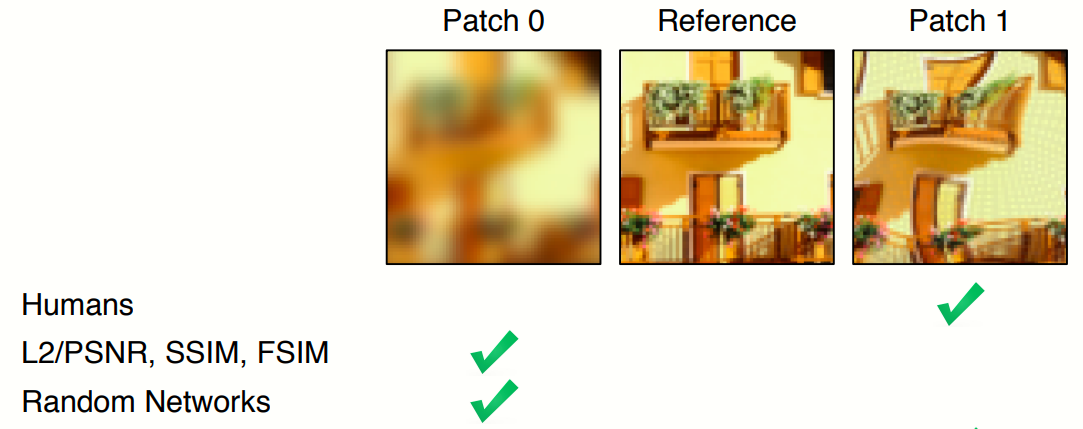 Patch 0 Reference Patch 1
Humans
L2/PSNR, SSIM, FSIM
Random Networks